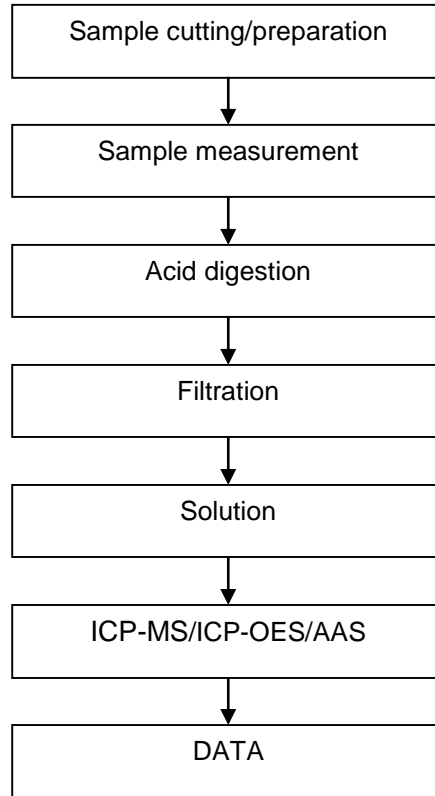 Sample cutting/preparation
Sample measurement
Acid digestion
Filtration
Solution
ICP-MS/ICP-OES/AAS
DATA